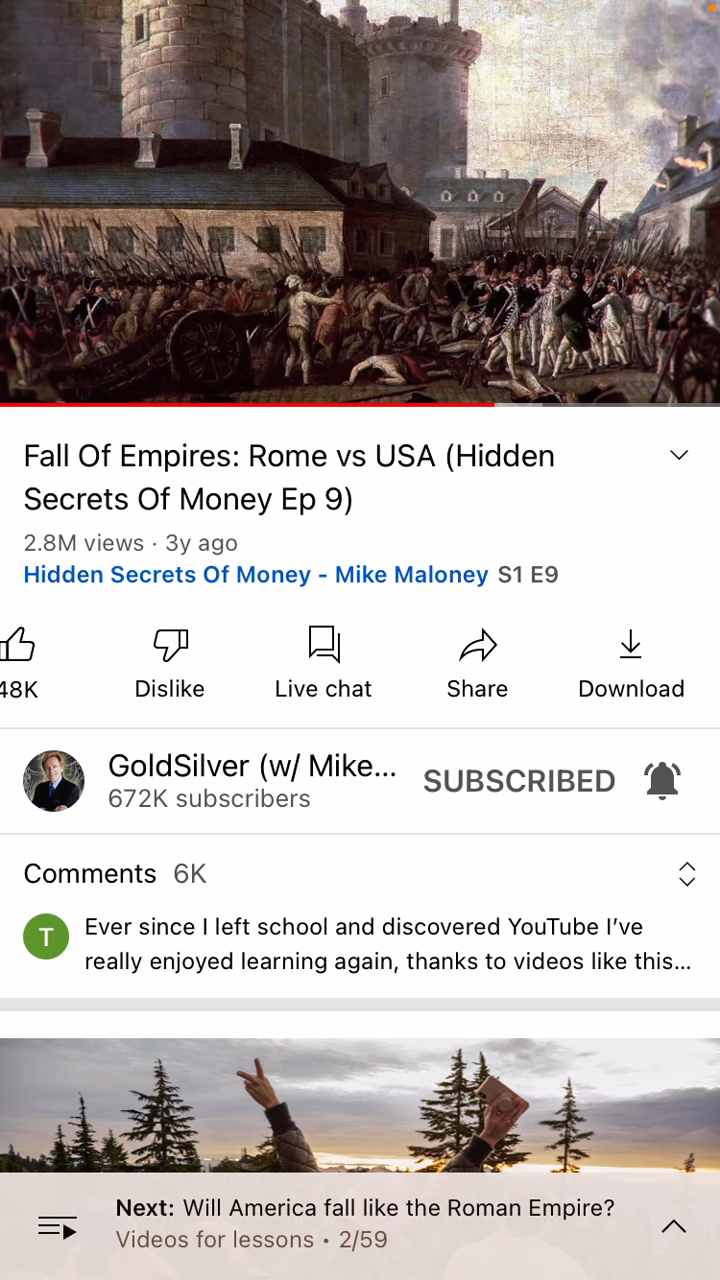 Fall Of Empires: Rome vs USA (Hidden
Secrets Of Money Ep 9)
2.8M views · 3y ago
Hidden Secrets Of Money - Mike Maloney S1 E9
48K
Dislike
Live chat
Share
Download
GoldSilver (w/ Mike...
672K subscribers
SUBSCRIBED
Comments 6K
T
Ever since I left school and discovered YouTube I’ve
really enjoyed learning again, thanks to videos like this...
Next: Will America fall like the Roman Empire?
Videos for lessons • 2/59